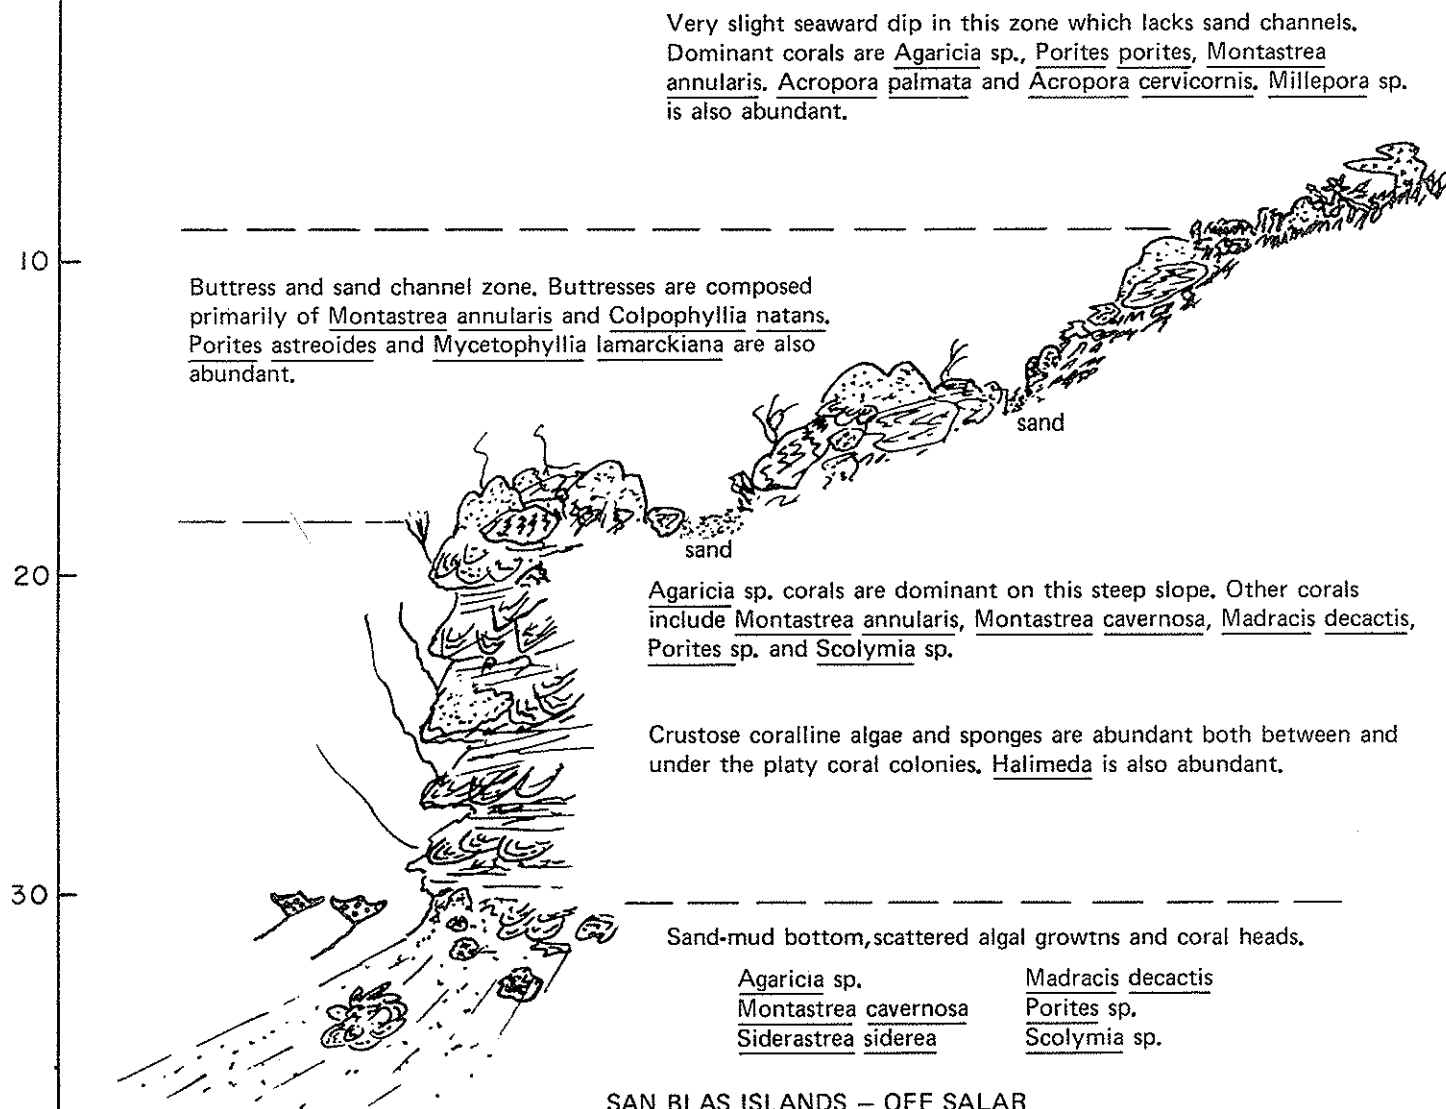 Very slight seaward dip in this zone which lacks sand channels.
Dominant corals are Agaricia sp., Porites porites, Montastrea
annularis. Acropora palmata and Acropora cervicornis. Millepora sp.
is also abundant.
10
Buttress and sand channel zone. Buttresses are composed
primarily of Montastrea annularis and Colpophyllia natans.
Porites astreoides and Mycetophyllia lamarckiana are also
abundant.
sand
sand
20
Agaricia sp. corals are dominant on this steep slope. Other corals
include Montastrea annularis, Montastrea cavernosa, Madracis decactis,
Porites sp. and Scolymia sp.
Crustose coralline algae and sponges are abundant both between and
under the platy coral colonies. Halimeda is also abundant.
30
Sand-mud bottom, scattered algal growtns and coral heads.
Agaricia sp. Madracis decactis
Montastrea cavernosa Porites sp.
Siderastrea siderea Scolymia sp.
SAN BLAS ISLANDS – OFF SALAR